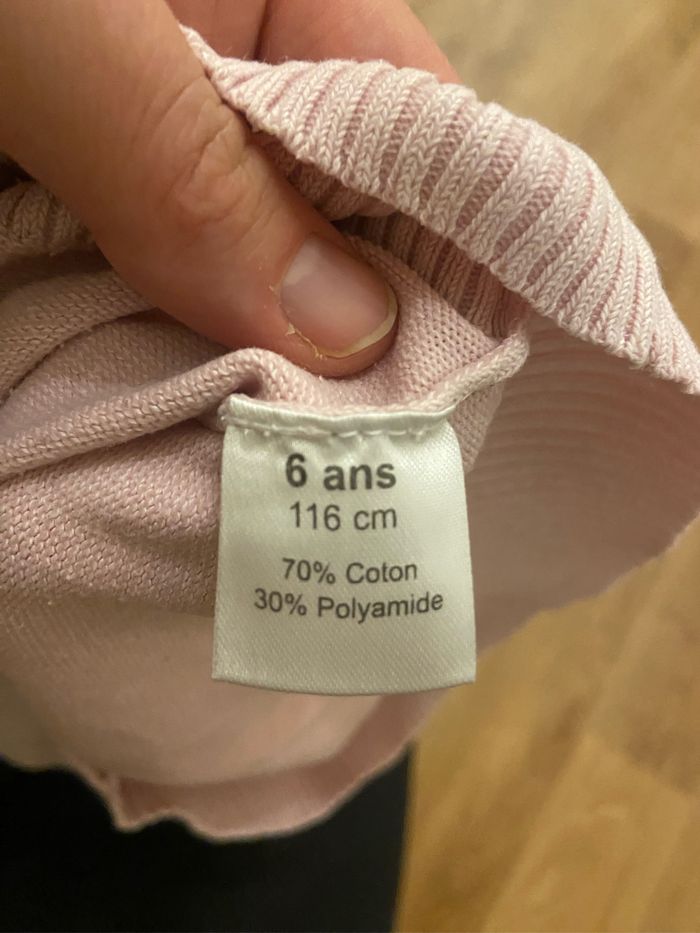 6 ans
116 cm
70% Coton
30% Polyamide